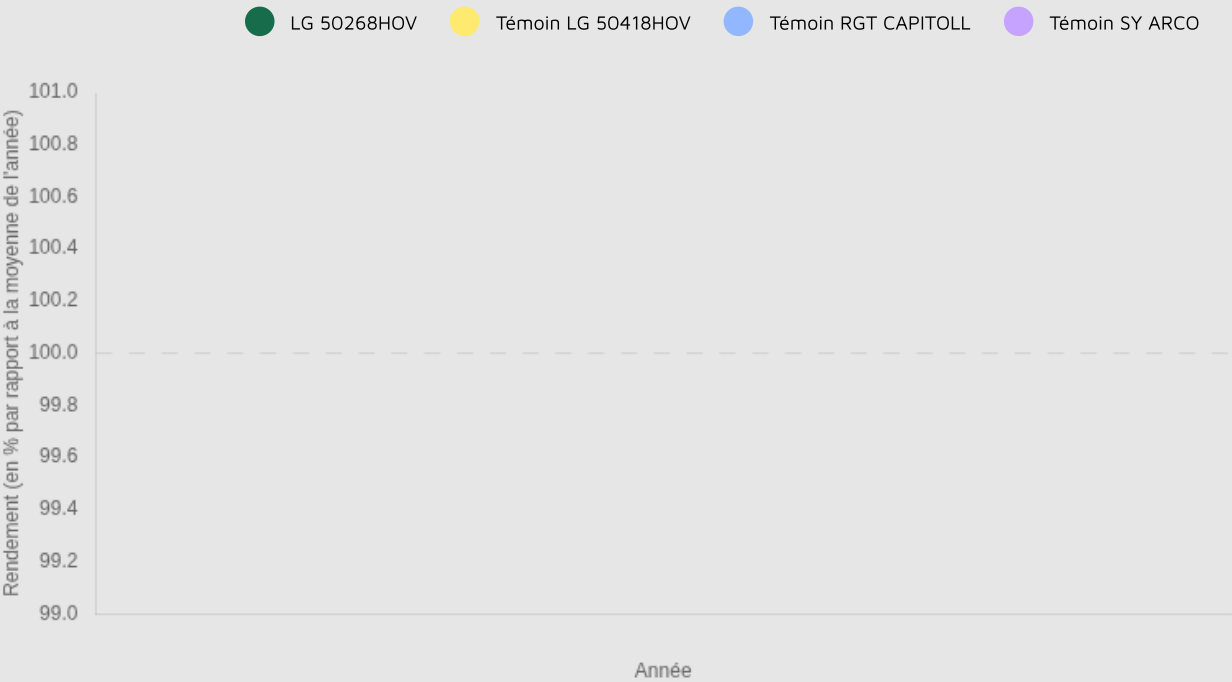 LG 50268HOV
Témoin LG 50418HOV
Témoin RGT CAPITOLL
Témoin SY ARCO
Rendement (en % par rapport à la moyenne de l'année)
101.0
100.8
100.6
100.4
100.2
100.0
99.8
99.6
99.4
99.2
99.0
Année